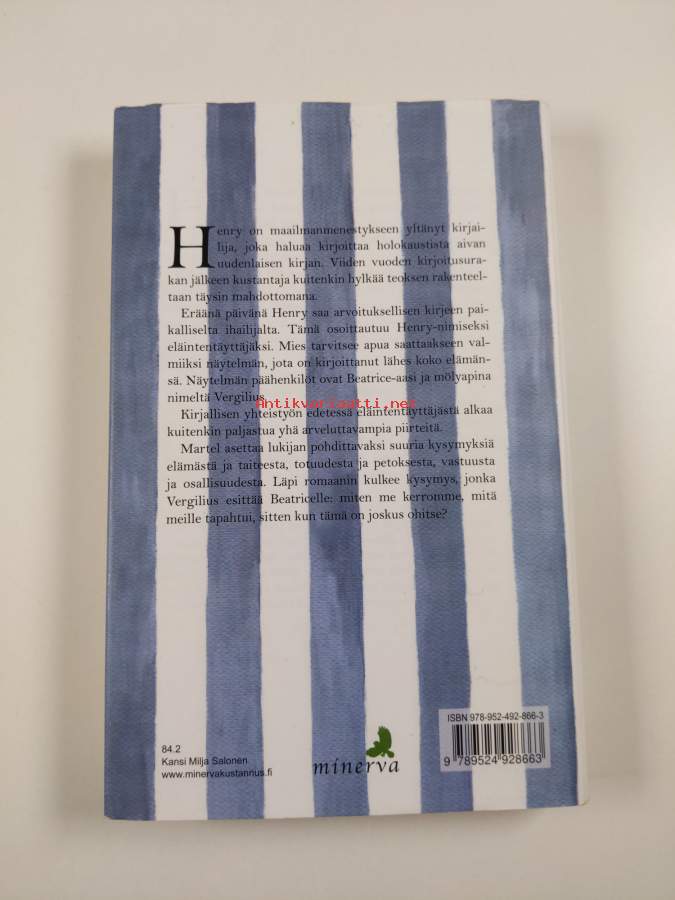 Henry on maailmanmenestykseen yltänyt kirjai-
lija, joka haluaa kirjoittaa holokaustista aivan
uudenlaisen kirjan. Viiden vuoden kirjoitusura-
kan jälkeen kustantaja kuitenkin hylkää teoksen rakenteel-
taan täysin mahdottomana.
Eräänä päivänä Henry saa arvoituksellisen kirjeen pai-
kalliselta ihailijalta. Tämä osoittautuu Henry-nimiseksi
eläintentäyttäjäksi. Mies tarvitsee apua saattaakseen val-
miiksi näytelmän, jota on kirjoittanut lähes koko elämän-
sä. Näytelmän päähenkilöt ovat Beatrice-aasi ja mölyapina
nimeltä Vergilius.
Antikvariaatti.net
Kirjallisen yhteistyön edetessä eläintentäyttäjästä alkaa
kuitenkin paljastua yhä arveluttavampia piirteitä.
Martel asettaa lukijan pohdittavaksi suuria kysymyksiä
elämästä ja taiteesta, totuudesta ja petoksesta, vastuusta
ja osallisuudesta. Läpi romaanin kulkee kysymys, jonka
Vergilius esittää Beatricelle: miten me kerromme, mitä
meille tapahtui, sitten kun tämä on joskus ohitse?
84.2
Kansi Milja Salonen
www.minervakustannus.fi
minerva
ISBN 978-952-492-866-3
9 789524 928663